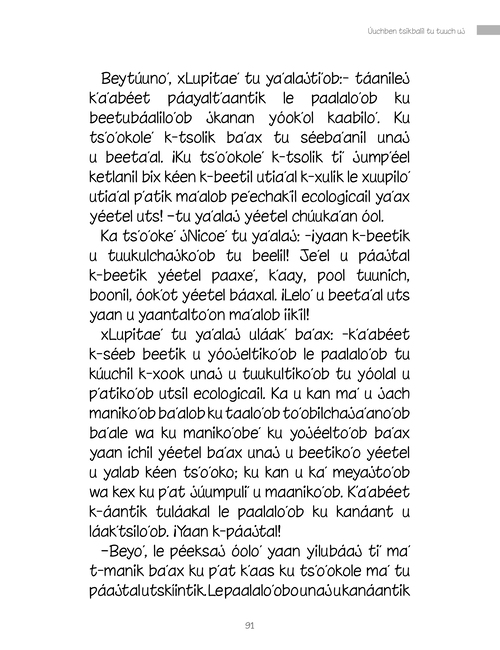 Úuchben tsikbalil tu tuuch uj
Beytúuno', xLupitae' tu ya'alajti'ob:- táanilej
k'a'abéet páayalt'aantik le paalalo'ob ku
beetubáalilo'ob jkanan yóok'ol kaabilo'. Ku
ts'o'okole' k-tsolik ba'ax tu séeba'anil unaj
u beeta'al. ¡Ku ts'o'okole' k-tsolik ti' jump'éel
ketlanil bix kéen k-beetil utia'al k-xulik le xuupilo'
utia'al p'atik ma'alob pe'echak'il ecologicail ya'ax
yéetel uts! –tu ya'alaj yéetel chúuka'an óol.
Ka ts'o'oke' jNicoe' tu ya'alaj: -¡yaan k-beetik
u tuukulchajko'ob tu beelil! Je'el u páajtal
k-beetik yéetel paaxe', k'aay, pool tuunich,
boonil, óok'ot yéetel báaxal. ¡Lelo' u beeta'al uts
yaan u yaantalto'on ma'alob iik'il!
xLupitae' tu ya'alaj uláak' ba'ax: -k'a'abéet
k-séeb beetik u yóojeltiko'ob le paalalo'ob tu
kúuchil k-xook unaj u tuukultiko'ob tu yóolal u
p'atiko'ob utsil ecologicail. Ka u kan ma' u jach
maniko'ob ba'alob ku taalo'ob to'obilchaja'ano'ob
ba'ale wa ku maniko'obe' ku yojéelto'ob ba'ax
yaan ichil yéetel ba'ax unaj u beetiko'o yéetel
u yalab kéen ts'o'oko; ku kan u ka' meyajto'ob
wa kex ku p'at júumpuli' u maaniko'ob. K'a'abéet
k-áantik tuláakal le paalalo'ob ku kanáant u
láak'tsilo'ob. ¡Yaan k-páajtal!
–Beyo', le péeksaj óolo' yaan yilubáaj ti' ma'
t-manik ba'ax ku p'at k'aas ku ts'o'okole ma' tu
páajtal utskíintik. Le paalalo'obo unaj u kanáantik
91